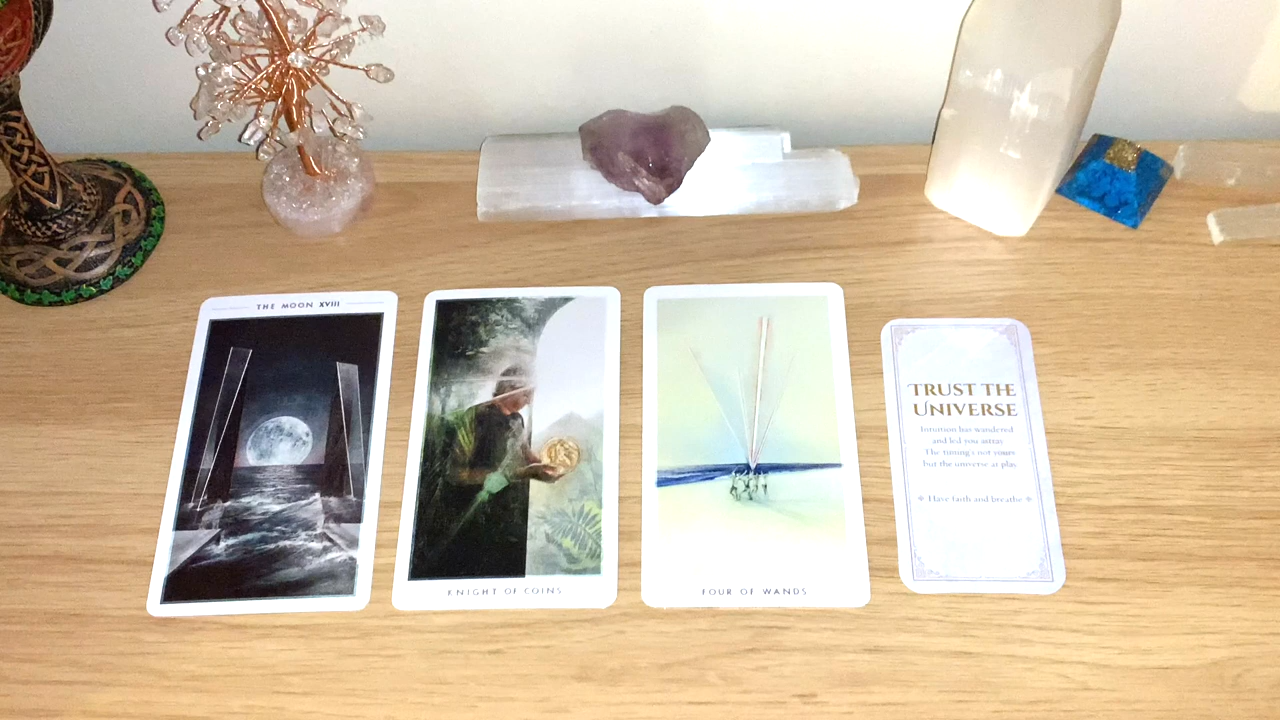 THE MOON XVIII
KNIGHT OF COINS
FOUR OF WANDS
TRUST THE
UNIVERSE
Intuition has wandered
and led you astray
The timing's not yours
but the universe at play
Have faith and breathe